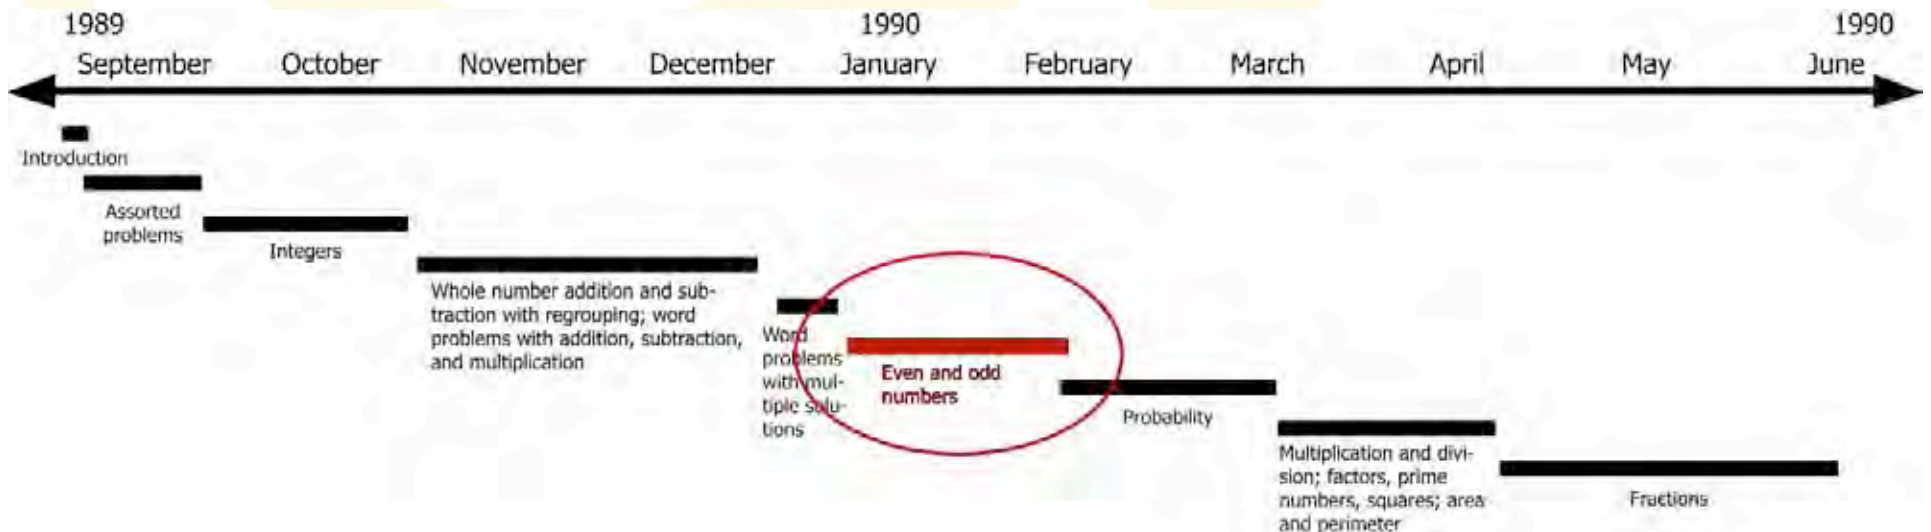 1989
1990
1990
September
October
November
December
January
February
March
April
May
June
Introduction
Assorted
problems
Integers
Whole number addition and sub-
traction with regrouping; word
problems with addition, subtraction,
and multiplication
Word
problems
with mul-
tiple solu-
tions
Even and odd
numbers
Probability
Multiplication and divi-
sion; factors, prime
numbers, squares; area
and perimeter
Fractions